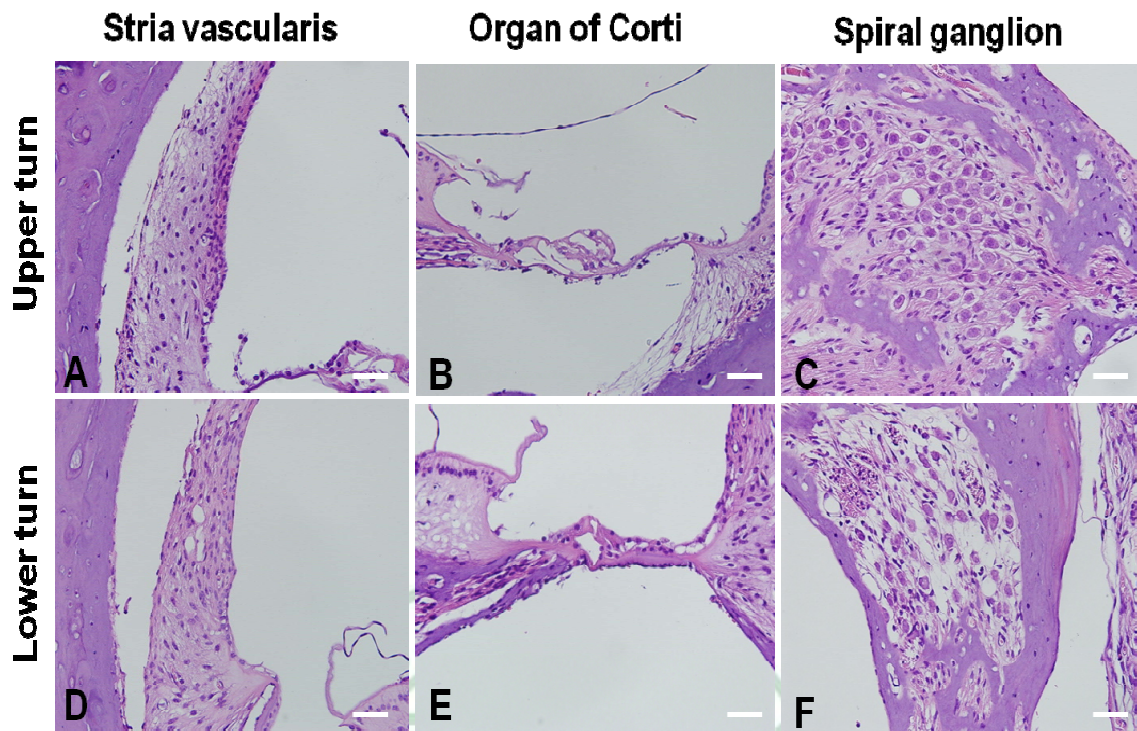 Stria vascularis
Organ of Corti
Spiral ganglion
Upper turn
A
B
C
Lower turn
D
E
F